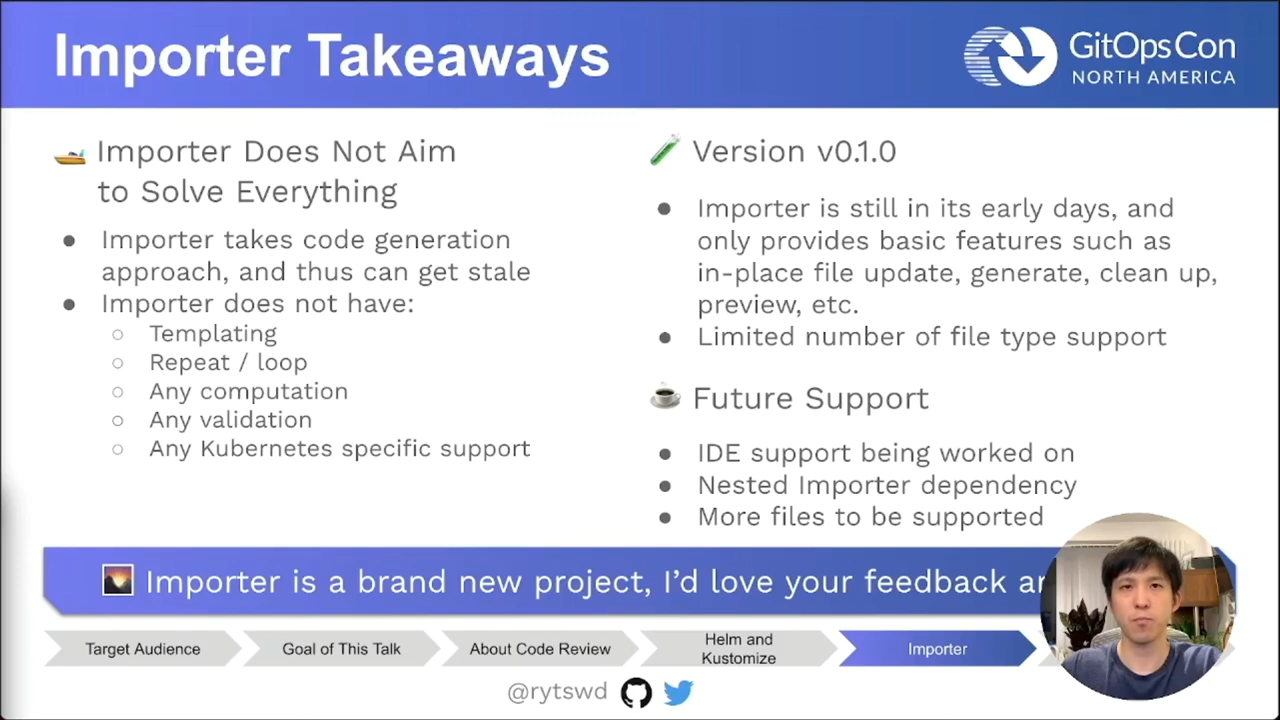 Importer Takeaways
GitOpsCon
NORTH AMERICA
Importer Does Not Aim
to Solve Everything
Importer takes code generation
approach, and thus can get stale
Importer does not have:
Templating
Repeat / loop
Any computation
Any validation
Any Kubernetes specific support
Version v0.1.0
Importer is still in its early days, and
only provides basic features such as
in-place file update, generate, clean up,
preview, etc.
Limited number of file type support
Future Support
IDE support being worked on
Nested Importer dependency
More files to be supported
Importer is a brand new project, I’d love your feedback
Target Audience
Goal of This Talk
About Code Review
Helm and
Kustomize
Importer
@rytswd